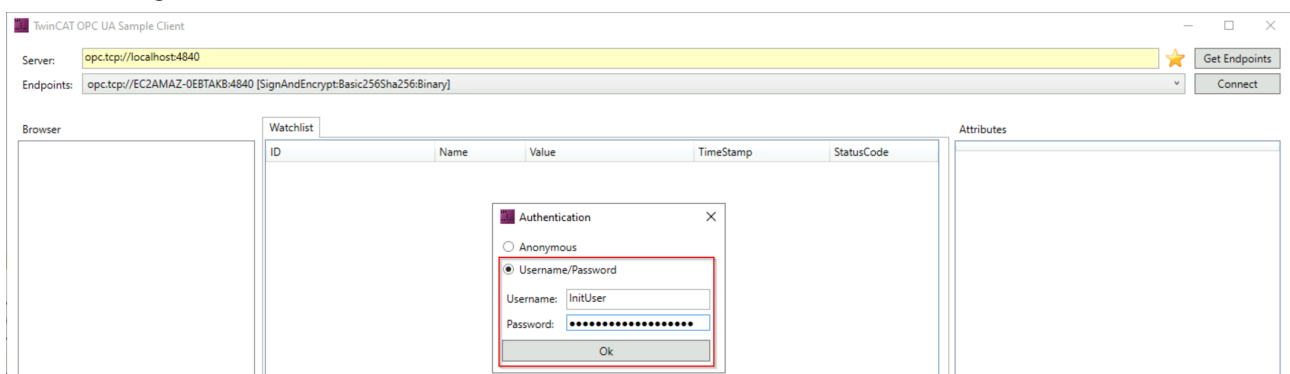 TwinCAT OPC UA Sample Client
Server: opc.tcp://localhost:4840 Get Endpoints
Endpoints: opc.tcp://EC2AMAZ-0EBTAKB:4840 [SignAndEncrypt:Basic256Sha256:Binary] Connect
Browser Watchlist Attributes
ID Name Value TimeStamp StatusCode
Authentication
Anonymous
Username/Password
Username: InitUser
Password: ●●●●●●●●●●●●●●●●●●●
Ok